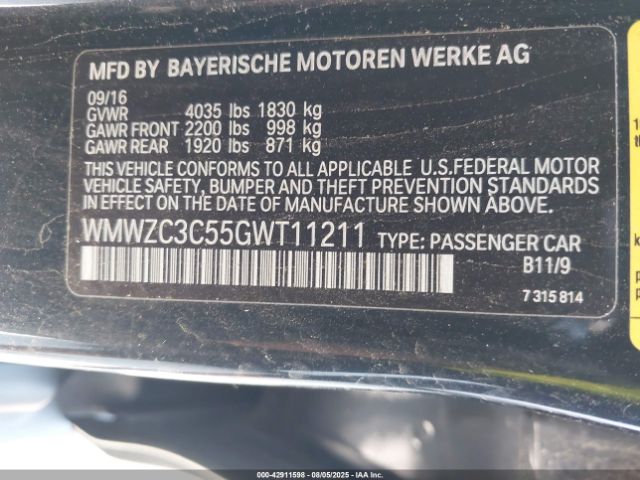 MFD BY BAYERISCHE MOTOREN WERKE AG
09/16
GVWR 4035 lbs 1830 kg
GAWR FRONT 2200 lbs 998 kg
GAWR REAR 1920 lbs 871 kg
THIS VEHICLE CONFORMS TO ALL APPLICABLE U.S.FEDERAL MOTOR
VEHICLE SAFETY, BUMPER AND THEFT PREVENTION STANDARDS
IN EFFECT ON THE DATE OF MANUFACTURE SHOWN ABOVE.
WMWZC3C55GWT11211 TYPE: PASSENGER CAR
B11/9
7 315 814
000-42911598 - 08/05/2025 - IAAI.COM